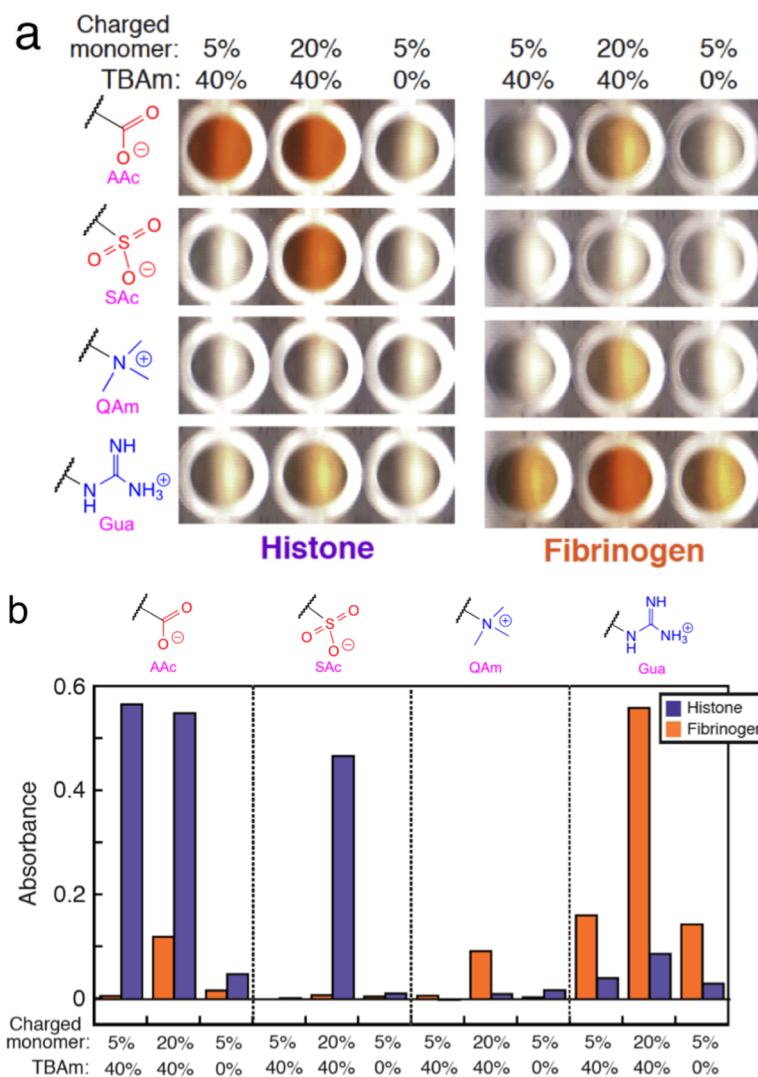 a
Charged
monomer: 5% 20% 5% 5% 20% 5%
TBAm: 40% 40% 0% 40% 40% 0%
O
O ⊖
AAc
O
S
O
O ⊖
SAc
N ⊕
QAm
NH
N
H
NH3 ⊕
Gua
Histone Fibrinogen
b
O
O ⊖
AAc
O
S
O
O ⊖
SAc
N ⊕
QAm
NH
N
H
NH3 ⊕
Gua
Absorbance
0.6
0.4
0.2
0
Histone
Fibrinogen
Charged
monomer: 5% 20% 5% 5% 20% 5% 5% 20% 5% 5% 20% 5%
TBAm: 40% 40% 0% 40% 40% 0% 40% 40% 0% 40% 40% 0%